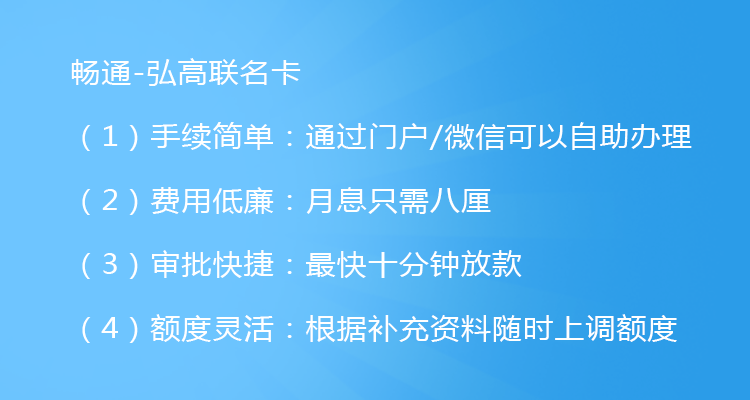 畅通-弘高联名卡
（1）手续简单：通过门户/微信可以自助办理
（2）费用低廉：月息只需八厘
（3）审批快捷：最快十分钟放款
（4）额度灵活：根据补充资料随时上调额度